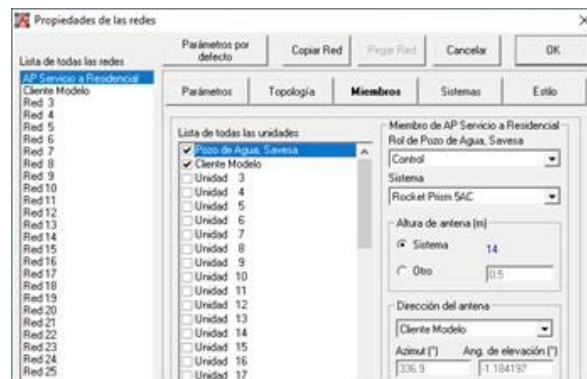 Propiedades de las redes
Parámetros por defecto
Copiar Red
Pegar Red
Cancelar
OK
Lista de todas las redes
AP Servicio a Residencial
Cliente Modelo
Red 3
Red 4
Red 5
Red 6
Red 7
Red 8
Red 9
Red 10
Red 11
Red 12
Red 13
Red 14
Red 15
Red 16
Red 17
Red 18
Red 19
Red 20
Red 21
Red 22
Red 23
Red 24
Red 25
Parámetros
Topología
Miembros
Sistemas
Estilo
Lista de todas las unidades
Pozo de Agua, Savesa
Cliente Modelo
Unidad 3
Unidad 4
Unidad 5
Unidad 6
Unidad 7
Unidad 8
Unidad 9
Unidad 10
Unidad 11
Unidad 12
Unidad 13
Unidad 14
Unidad 15
Unidad 16
Unidad 17
Miembro de AP Servicio a Residencial
Rol de Pozo de Agua, Savesa
Control
Sistema
Rocket Prism 5AC
Altura de antena (m)
Sistema 14
Otro 0.5
Dirección del antena
Cliente Modelo
Azimut (°) Ang. de elevación (°)
336.9 -1.184197